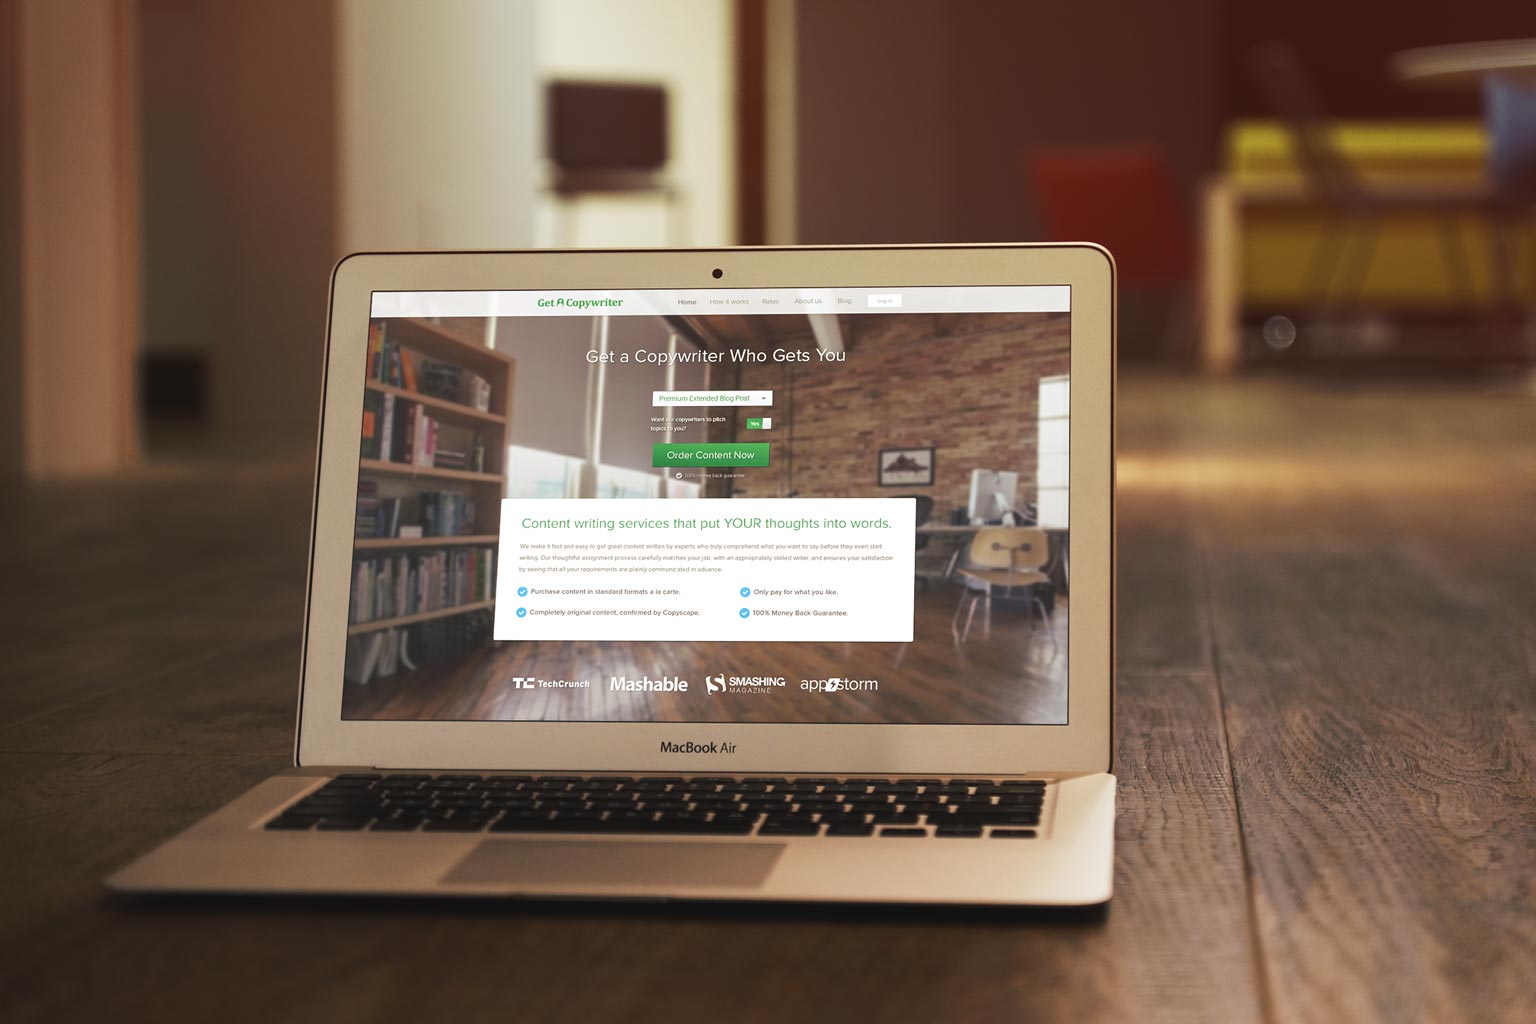 Get A Copywriter
Home How it works Rates About us Blog Log in
Get a Copywriter Who Gets You
Premium Extended Blog Post
Want our copywriters to pitch
topics to you?
Yes
Order Content Now
100% money back guarantee
Content writing services that put YOUR thoughts into words.
We make it fast and easy to get great content written by experts who truly comprehend what you want to say before they even start
writing. Our thoughtful assignment process carefully matches your job with an appropriately skilled writer, and ensures your satisfaction
by seeing that all your requirements are plainly communicated in advance.
Purchase content in standard formats a la carte.
Only pay for what you like.
Completely original content, confirmed by Copyscape.
100% Money Back Guarantee.
TC TechCrunch Mashable SMASHING MAGAZINE appstorm
MacBook Air